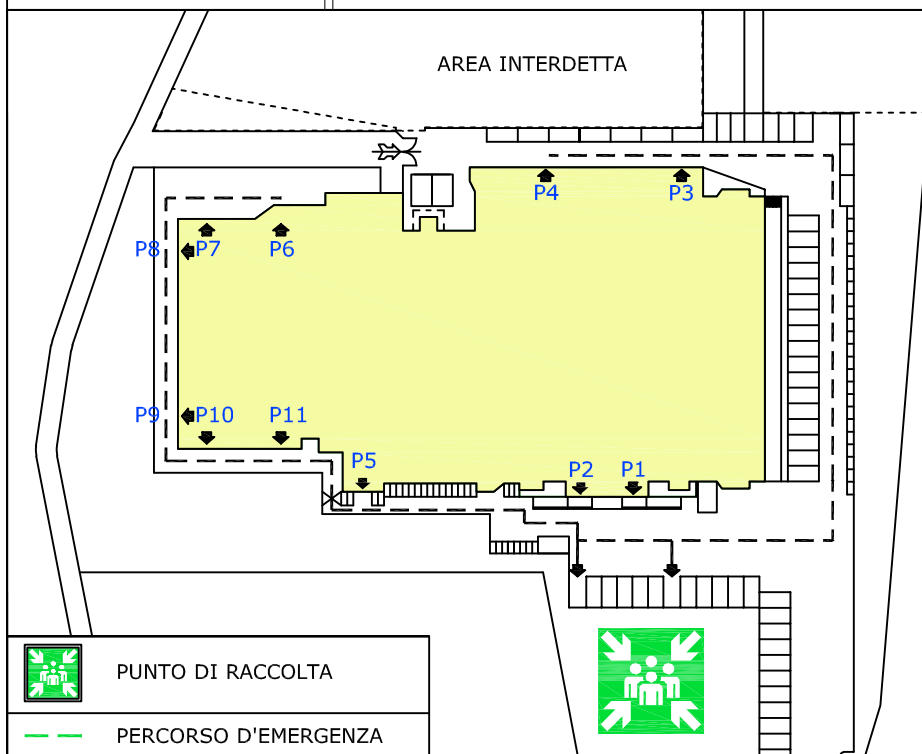 AREA INTERDETTA
P4
P3
P8
P7
P6
P9
P10
P11
P5
P2
P1
PUNTO DI RACCOLTA
PERCORSO D'EMERGENZA